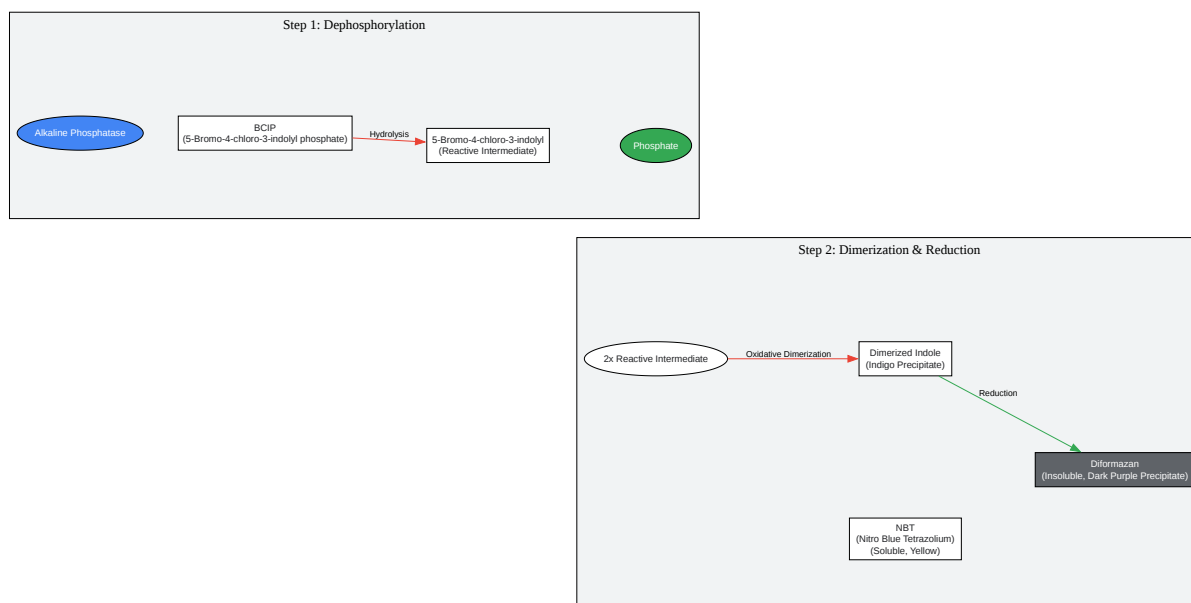 Step 1: Dephosphorylation
Alkaline Phosphatase
BCIP
(5-Bromo-4-chloro-3-indolyl phosphate)
Hydrolysis
5-Bromo-4-chloro-3-indolyl
(Reactive Intermediate)
Phosphate
Step 2: Dimerization & Reduction
2x Reactive Intermediate
Oxidative Dimerization
Dimerized Indole
(Indigo Precipitate)
Reduction
Diformazan
(Insoluble, Dark Purple Precipitate)
NBT
(Nitro Blue Tetrazolium)
(Soluble, Yellow)